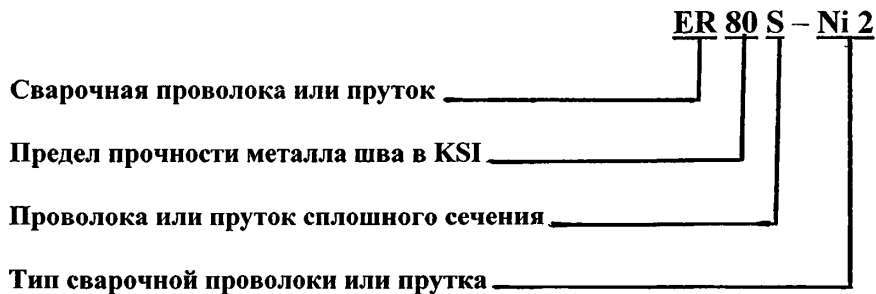 ER 80 S – Ni 2
Сварочная проволока или пруток
Предел прочности металла шва в KSI
Проволока или пруток сплошного сечения
Тип сварочной проволоки или прутка